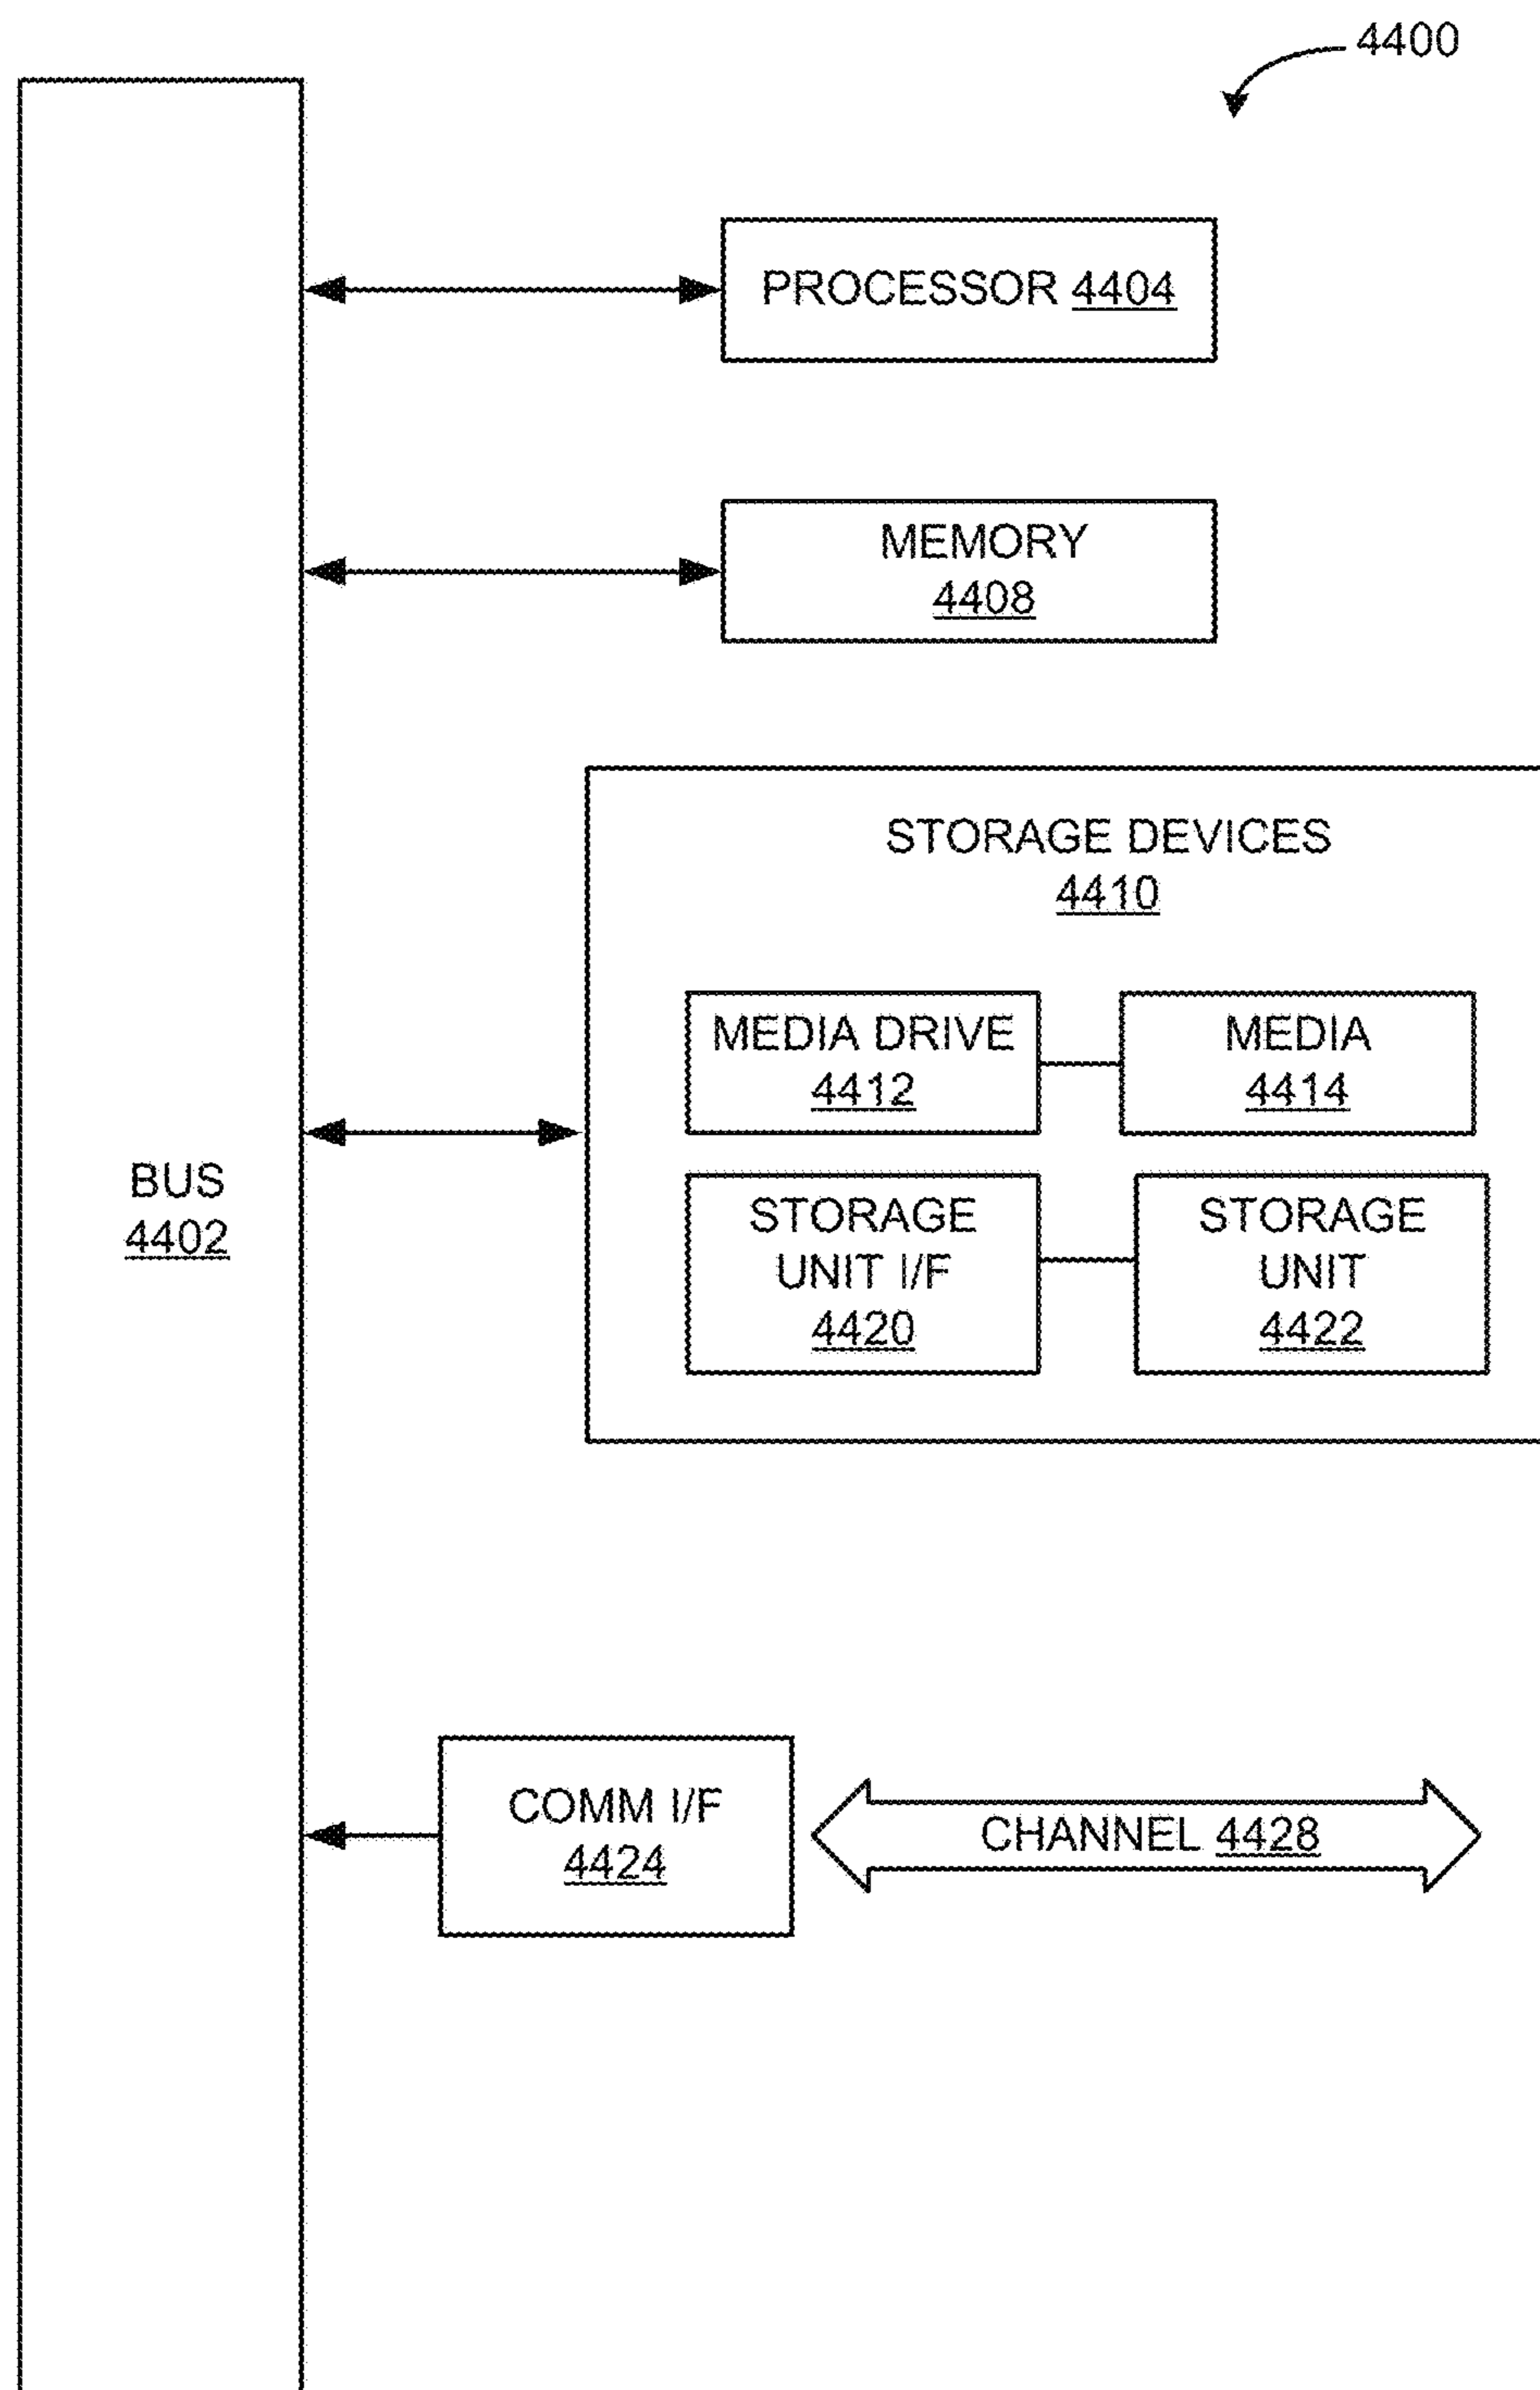 4400
PROCESSOR 4404
MEMORY
4408
STORAGE DEVICES
4410
MEDIA DRIVE
4412
MEDIA
4414
BUS
4402
STORAGE
UNIT I/F
4420
STORAGE
UNIT
4422
COMM I/F
4424
CHANNEL 4428